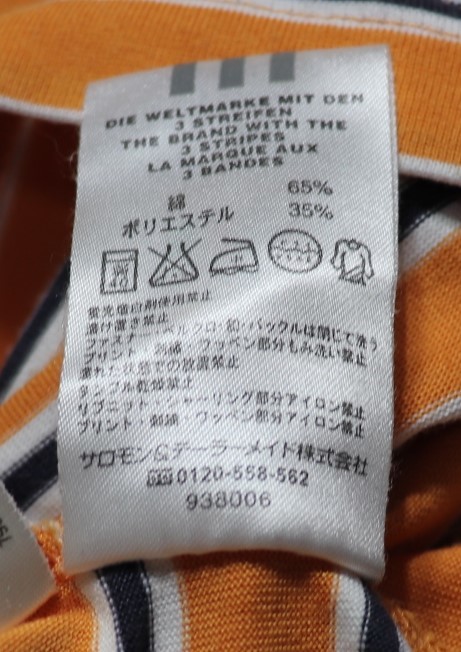 DIE WELTMARKE MIT DEN
3 STREIFEN
THE BRAND WITH THE
3 STRIPES
LA MARQUE AUX
3 BANDES
綿 65%
ポリエステル 35%
蛍光増白剤使用禁止
漬け置き禁止
ファスナー・ベルクロ・釦・バックルは閉じて洗う
プリント・刺繍・ワッペン部分もみ洗い禁止
濡れた状態での放置禁止
タンブル乾燥禁止
リブニット・シャーリング部分アイロン禁止
プリント・刺繍・ワッペン部分アイロン禁止
サロモン&テーラーメイド株式会社
0120-558-562
938006